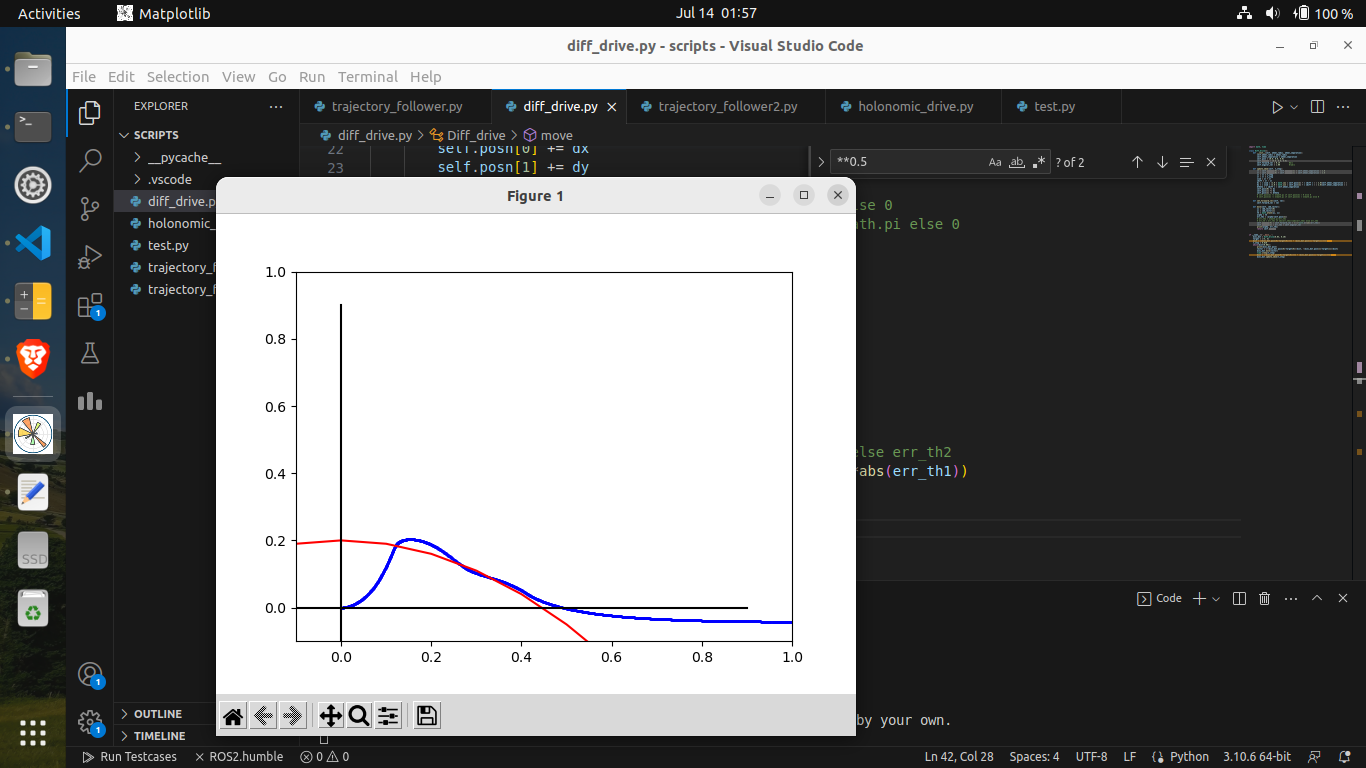 Activities Matplotlib Jul 14 01:57 100 %
diff_drive.py - scripts - Visual Studio Code
File Edit Selection View Go Run Terminal Help
EXPLORER
trajectory_follower.py diff_drive.py trajectory_follower2.py holonomic_drive.py test.py
SCRIPTS
diff_drive.py > Diff_drive > move
__pycache__
.vscode
diff_drive.p
holonomic_
test.py
trajectory_f
trajectory_f
22 self.posn[0] += dx
23 self.posn[1] += dy
**0.5 Aa ab .* ? of 2
lse 0
th.pi else 0
else err_th2
*abs(err_th1))
Figure 1
1.0
0.8
0.6
0.4
0.2
0.0
0.0 0.2 0.4 0.6 0.8 1.0
Code
by your own.
SSD
1
1
1
OUTLINE
TIMELINE
Run Testcases ROS2.humble 0 0 Ln 42, Col 28 Spaces: 4 UTF-8 LF Python 3.10.6 64-bit